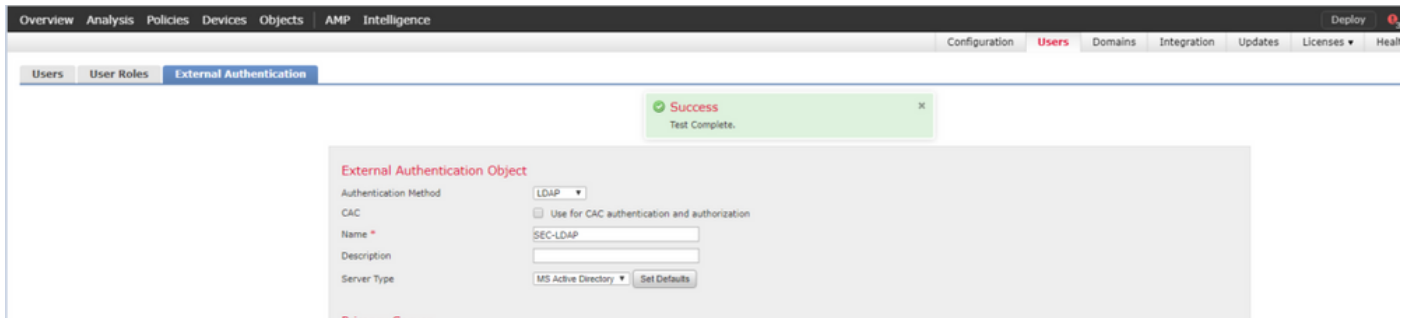 Overview Analysis Policies Devices Objects AMP Intelligence Deploy
Configuration Users Domains Integration Updates Licenses ▾
Users User Roles External Authentication
Success ×
Test Complete.
External Authentication Object
Authentication Method LDAP ▾
CAC Use for CAC authentication and authorization
Name * SEC-LDAP
Description
Server Type MS Active Directory ▾ Set Defaults